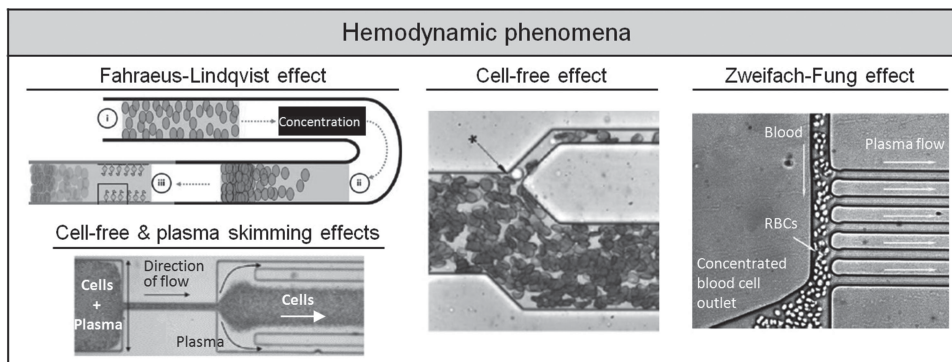 Hemodynamic phenomena
Fahraeus-Lindqvist effect
i
Concentration
iii
ii
Cell-free & plasma skimming effects
Cells
+
Plasma
Direction
of flow
Cells
Plasma
Cell-free effect
*
Zweifach-Fung effect
Blood
Plasma flow
RBCs
Concentrated
blood cell
outlet